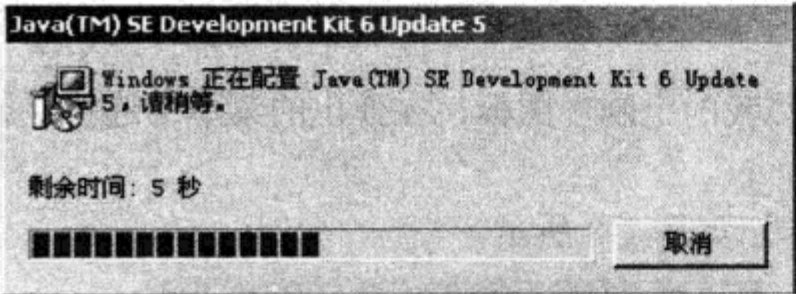 Java(TM) SE Development Kit 6 Update 5
Windows 正在配置 Java(TM) SE Development Kit 6 Update
5，请稍等。
剩余时间: 5 秒
取消